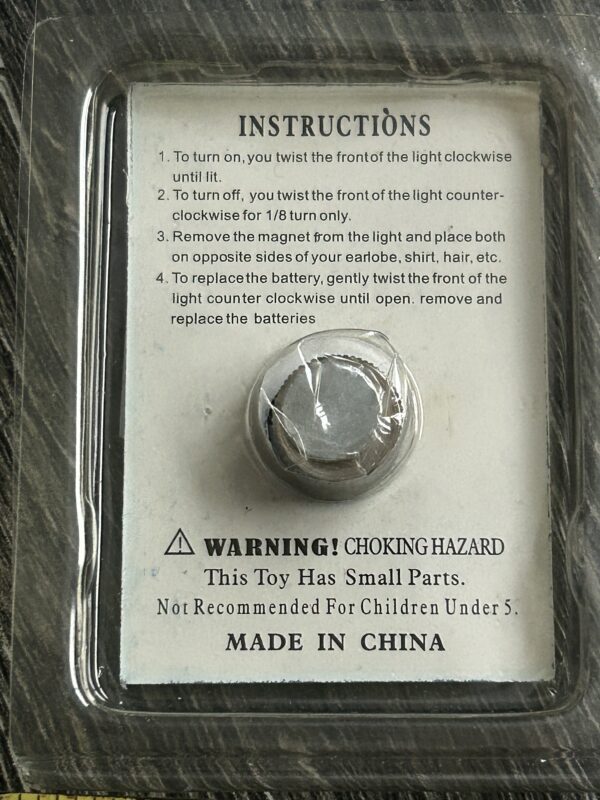 INSTRUCTIONS
1. To turn on, you twist the front of the light clockwise
until lit.
2. To turn off, you twist the front of the light counter-
clockwise for 1/8 turn only.
3. Remove the magnet from the light and place both
on opposite sides of your earlobe, shirt, hair, etc.
4. To replace the battery, gently twist the front of the
light counter clockwise until open. remove and
replace the batteries
WARNING! CHOKING HAZARD
This Toy Has Small Parts.
Not Recommended For Children Under 5.
MADE IN CHINA